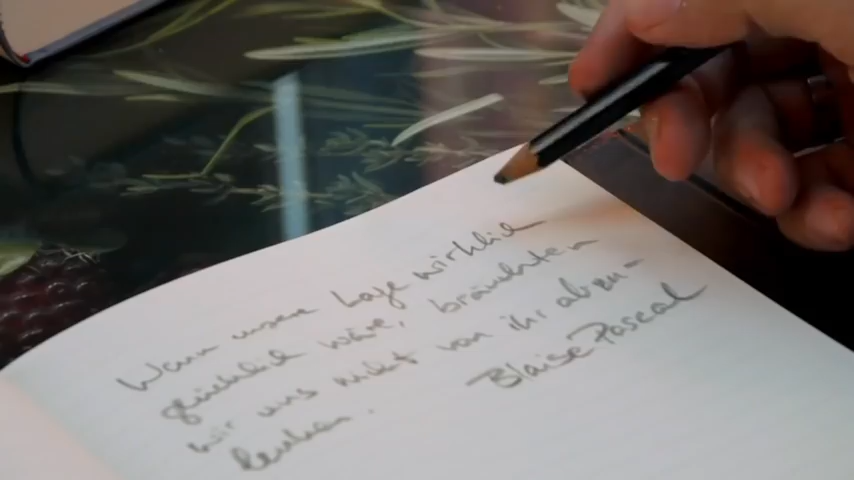 Wenn unsere Lage wirklich
glücklich wäre, bräuchten
wir uns nicht von ihr abzu-
lenken.
Blaise Pascal